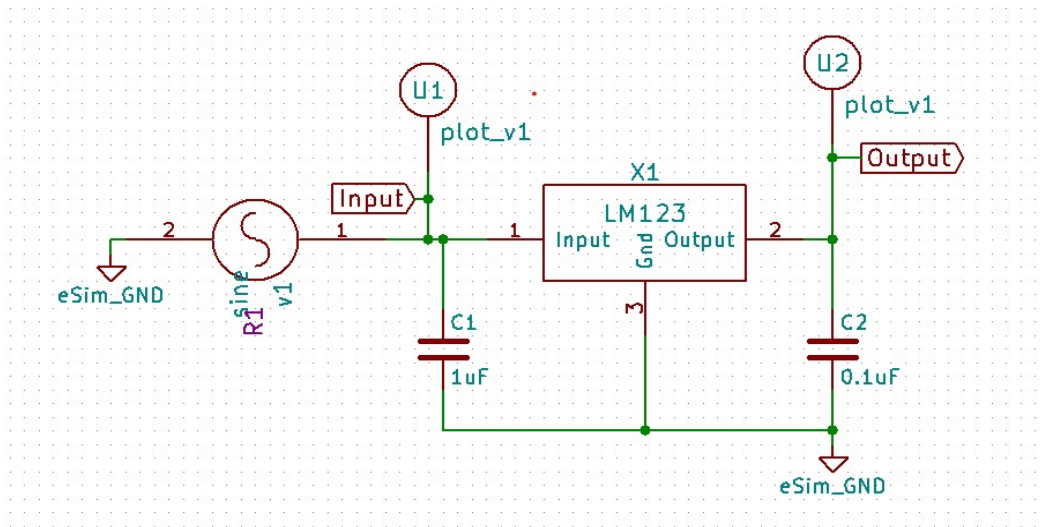 U1
plot_v1
U2
plot_v1
Output
Input
X1
LM123
Input
Gnd
Output
2
1
1
2
3
eSim_GND
sine
v1
R1
C1
1uF
C2
0.1uF
eSim_GND